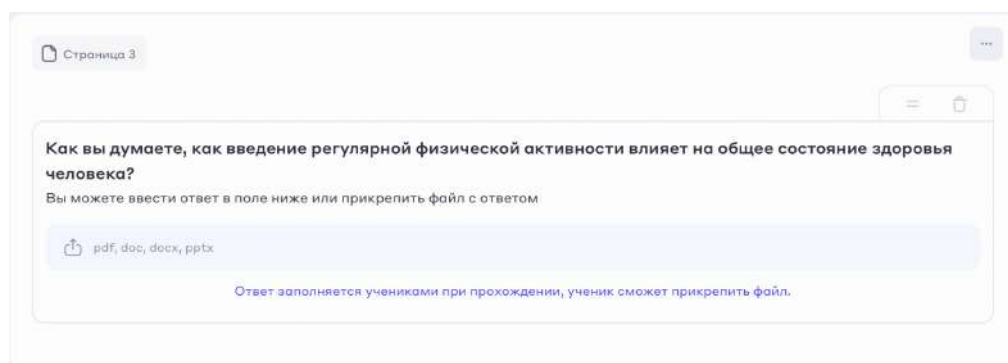 Страница 3
Как вы думаете, как введение регулярной физической активности влияет на общее состояние здоровья
человека?
Вы можете ввести ответ в поле ниже или прикрепить файл с ответом
pdf, doc, docx, pptx
Ответ заполняется учениками при прохождении, ученик сможет прикрепить файл.